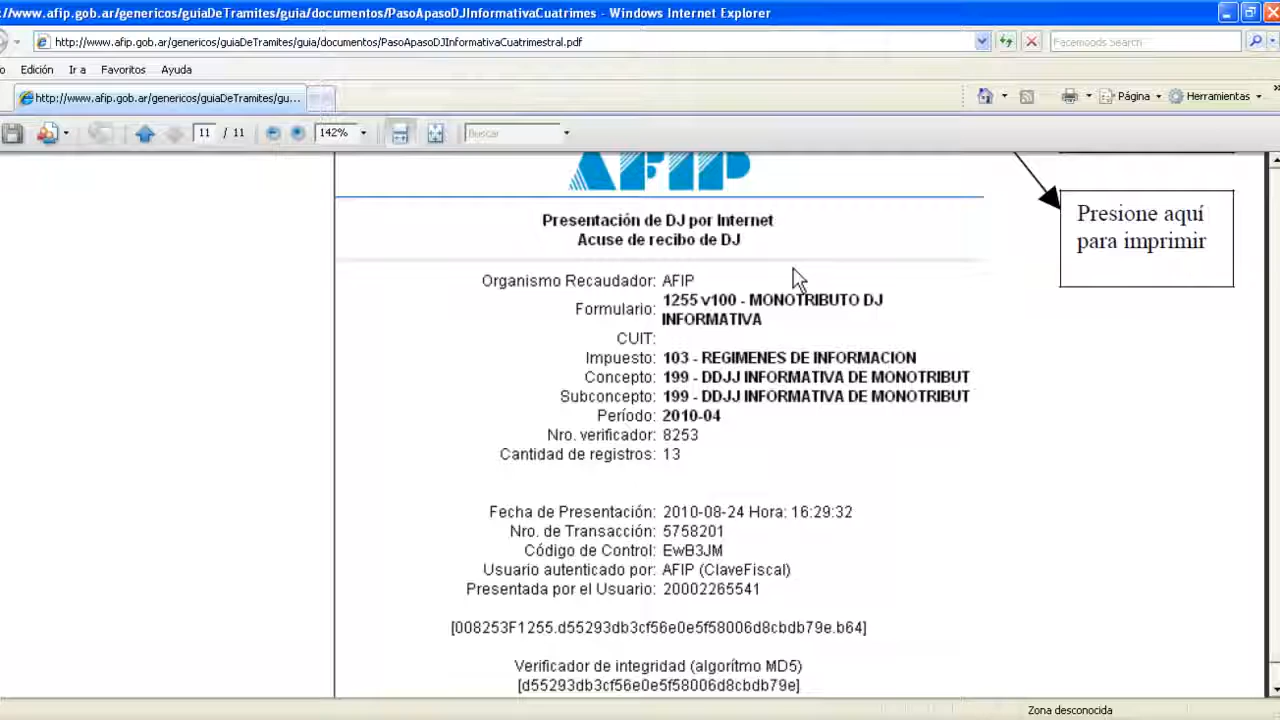 ://www.afip.gob.ar/genericos/guiaDeTramites/guia/documentos/PasoApasoDJInformativaCuatrimes - Windows Internet Explorer
http://www.afip.gob.ar/genericos/guiaDeTramites/guia/documentos/PasoApasoDJInformativaCuatrimestral.pdf
Facemoods Search
o Edición Ir a Favoritos Ayuda
http://www.afip.gob.ar/genericos/guiaDeTramites/gu...
Página
Herramientas
11 / 11
142%
Buscar
AFIP
Presione aquí
para imprimir
Presentación de DJ por Internet
Acuse de recibo de DJ
Organismo Recaudador: AFIP
Formulario: 1255 v100 - MONOTRIBUTO DJ
INFORMATIVA
CUIT:
Impuesto: 103 - REGIMENES DE INFORMACION
Concepto: 199 - DDJJ INFORMATIVA DE MONOTRIBUT
Subconcepto: 199 - DDJJ INFORMATIVA DE MONOTRIBUT
Período: 2010-04
Nro. verificador: 8253
Cantidad de registros: 13
Fecha de Presentación: 2010-08-24 Hora: 16:29:32
Nro. de Transacción: 5758201
Código de Control: EwB3JM
Usuario autenticado por: AFIP (ClaveFiscal)
Presentada por el Usuario: 20002265541
[008253F1255.d55293db3cf56e0e5f58006d8cbdb79e.b64]
Verificador de integridad (algorítmo MD5)
[d55293db3cf56e0e5f58006d8cbdb79e]
Zona desconocida